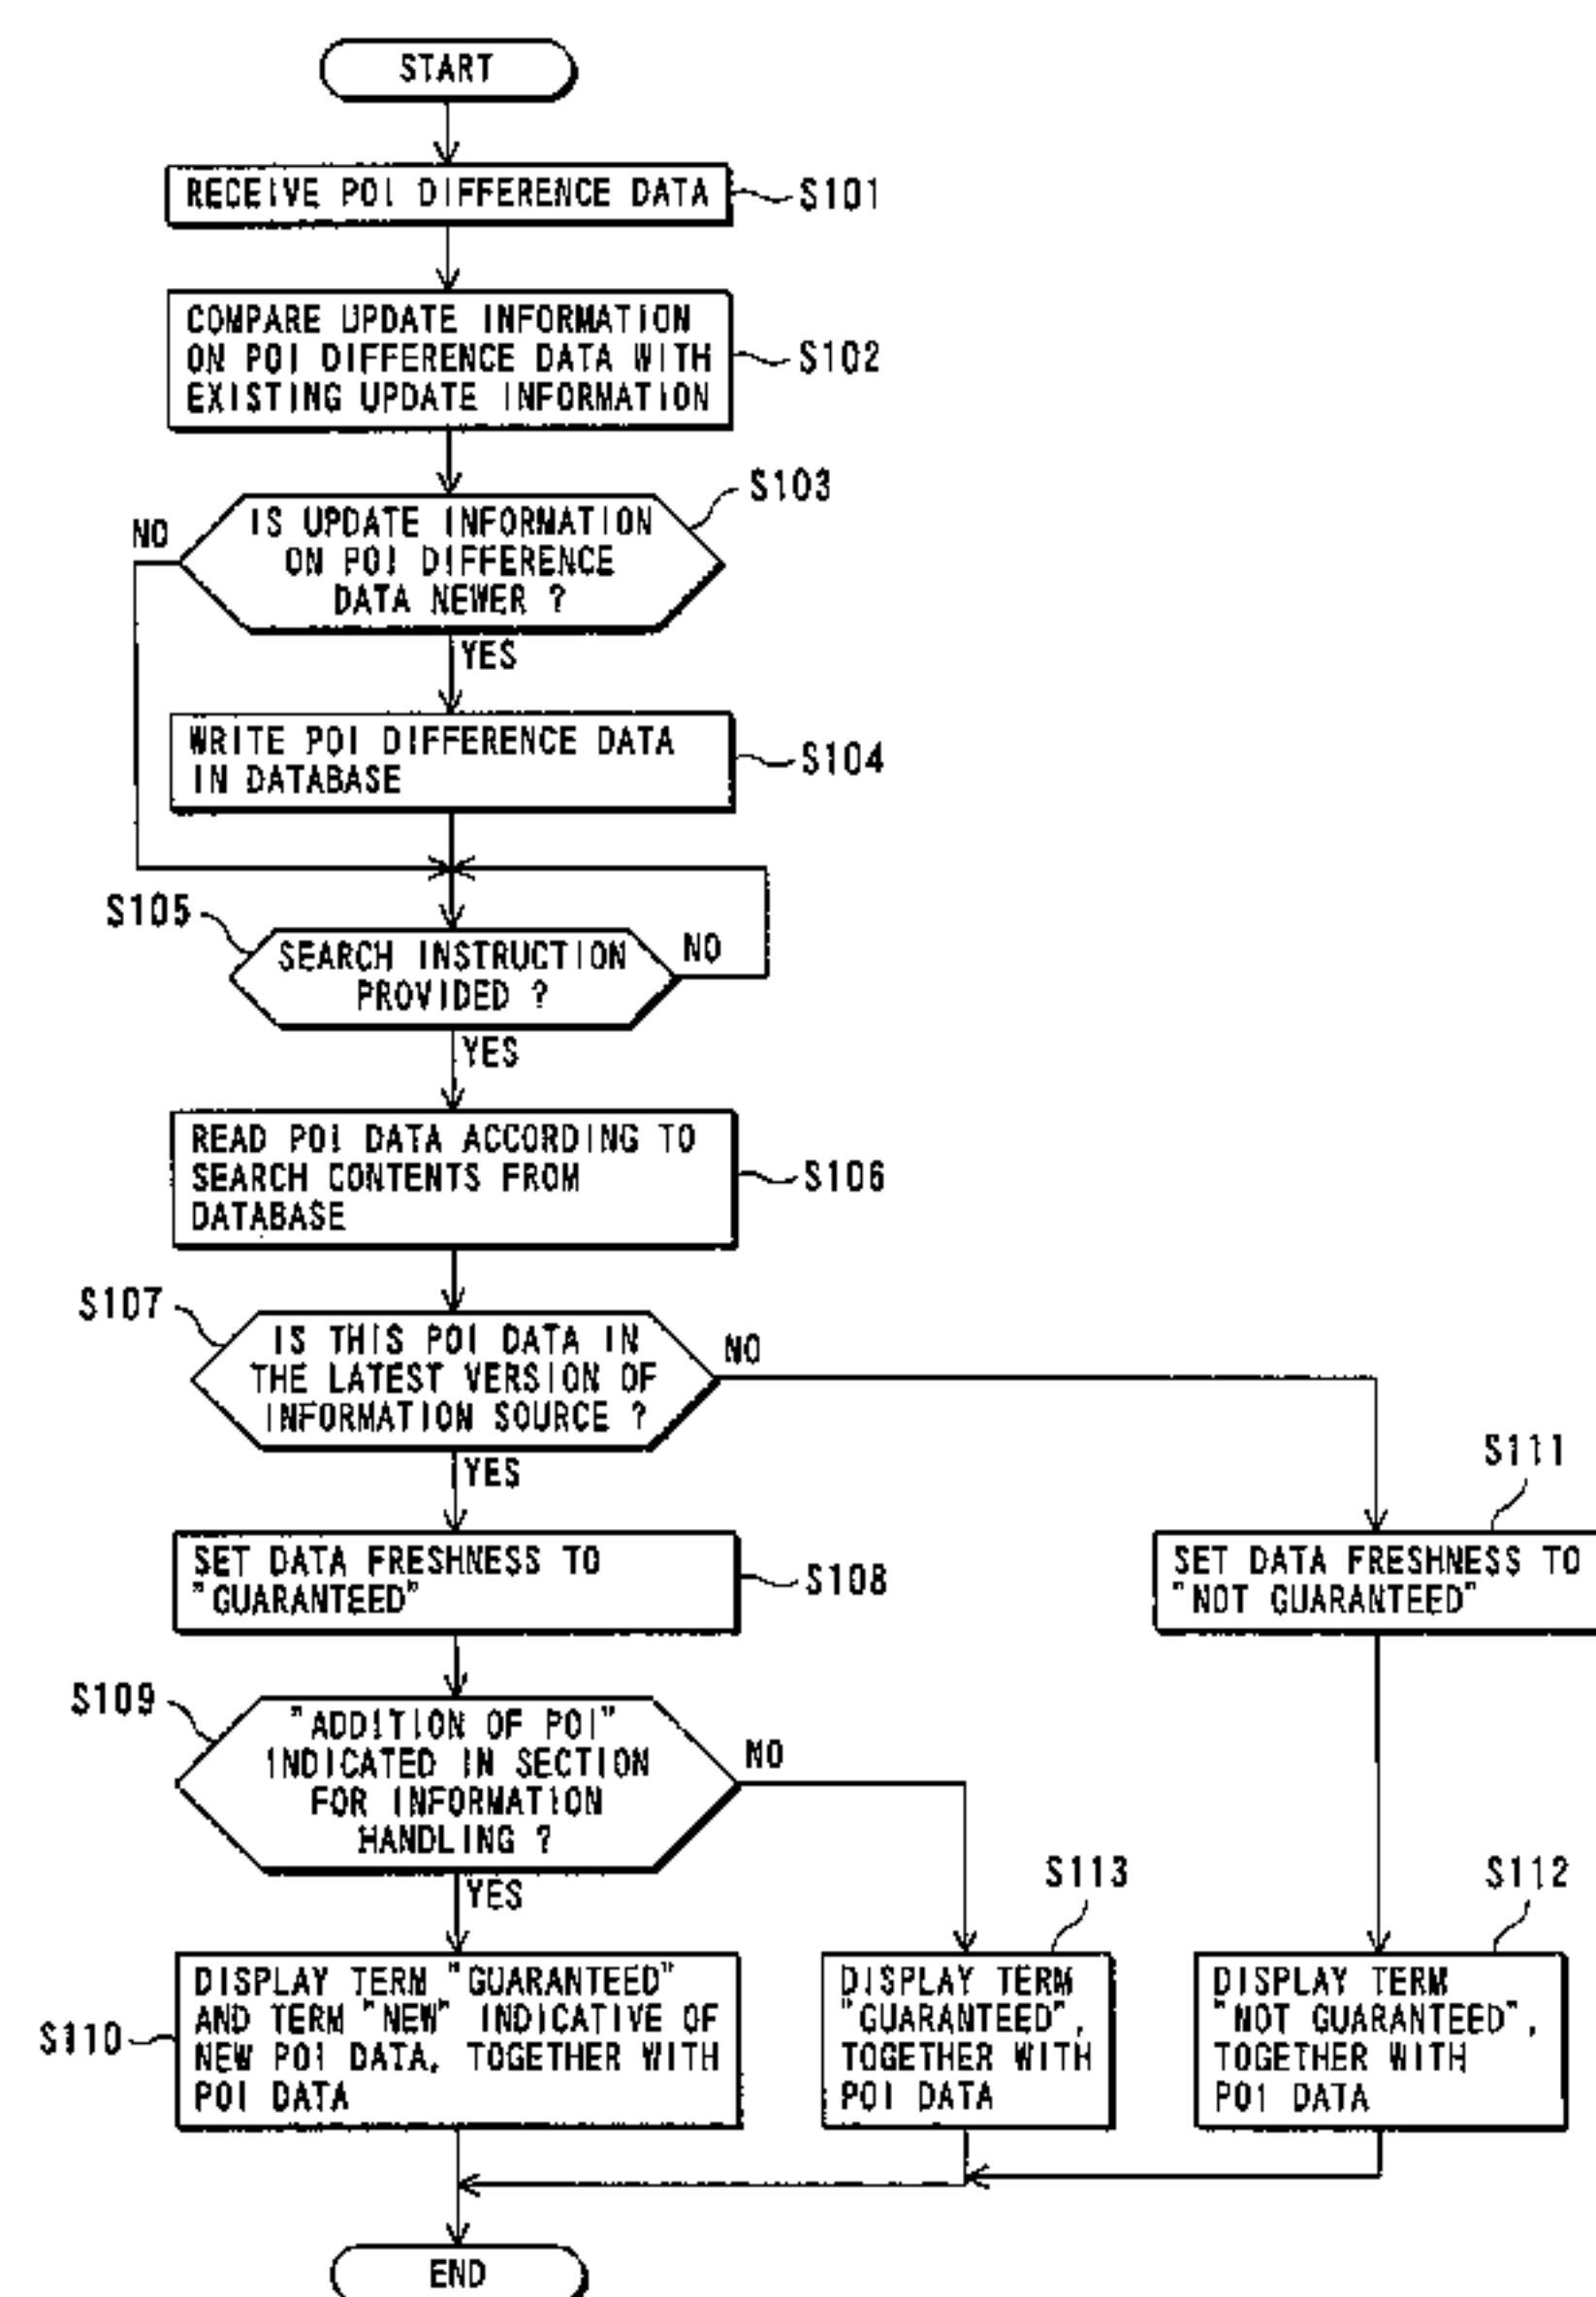 START
RECEIVE POI DIFFERENCE DATA
S101
COMPARE UPDATE INFORMATION
ON POI DIFFERENCE DATA WITH
EXISTING UPDATE INFORMATION
S102
S103
IS UPDATE INFORMATION
ON POI DIFFERENCE
DATA NEWER ?
NO
YES
WRITE POI DIFFERENCE DATA
IN DATABASE
S104
S105
SEARCH INSTRUCTION
PROVIDED ?
NO
YES
READ POI DATA ACCORDING TO
SEARCH CONTENTS FROM
DATABASE
S106
S107
IS THIS POI DATA IN
THE LATEST VERSION OF
INFORMATION SOURCE ?
NO
YES
S111
SET DATA FRESHNESS TO
"GUARANTEED"
S108
SET DATA FRESHNESS TO
"NOT GUARANTEED"
S109
"ADDITION OF POI"
INDICATED IN SECTION
FOR INFORMATION
HANDLING ?
NO
YES
S113
S112
DISPLAY TERM "GUARANTEED"
AND TERM "NEW" INDICATIVE OF
NEW POI DATA, TOGETHER WITH
POI DATA
S110
DISPLAY TERM
"GUARANTEED",
TOGETHER WITH
POI DATA
DISPLAY TERM
"NOT GUARANTEED",
TOGETHER WITH
POI DATA
END